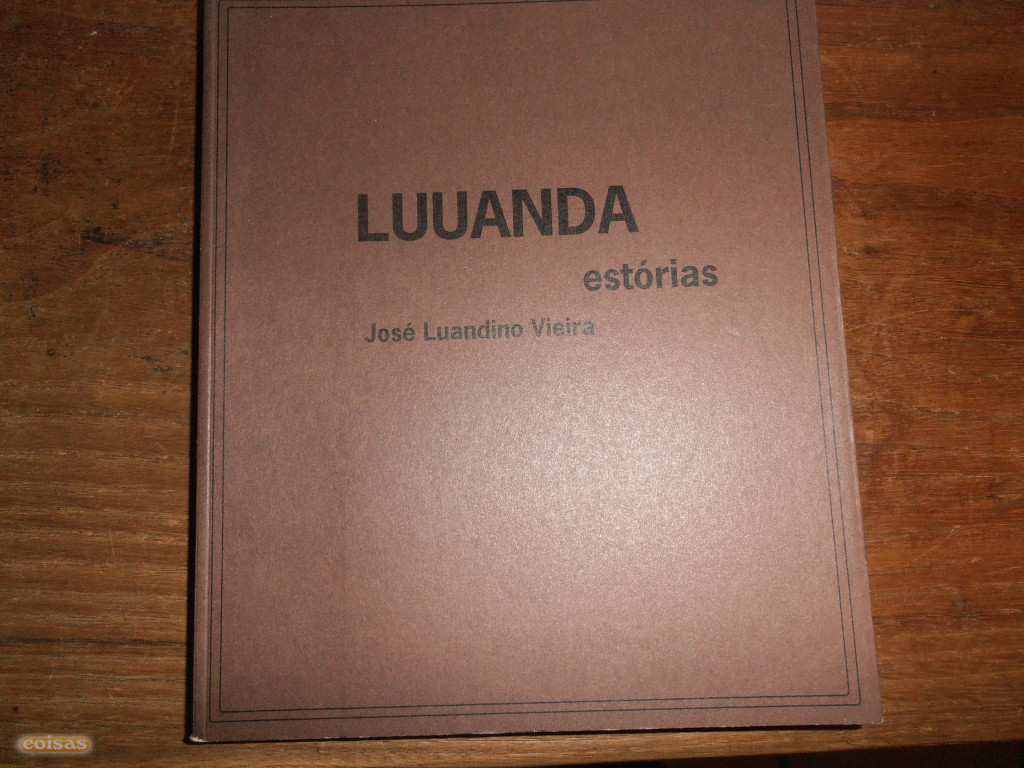 LUUANDA
estórias
José Luandino Vieira
coisas